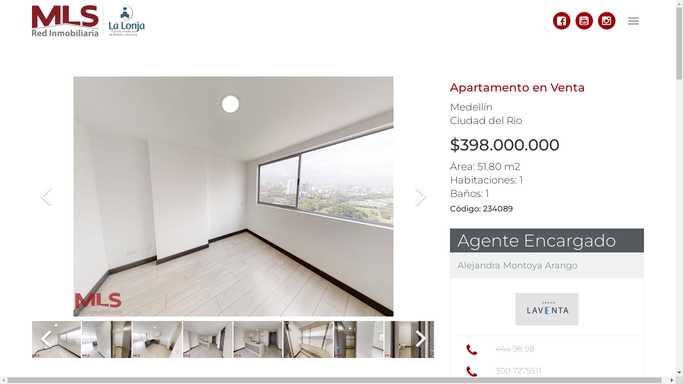 MLS
Red Inmobiliaria
La Lonja
Apartamento en Venta
Medellín
Ciudad del Rio
$398.000.000
Área: 51.80 m2
Habitaciones: 1
Baños: 1
Código: 234089
Agente Encargado
Alejandra Montoya Arango
MLS
LAVENTA
444 98 98
300 7275511